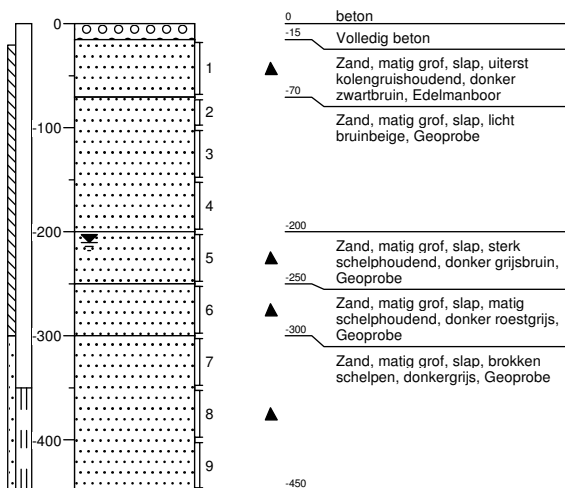 0
-100
-200
-300
-400
1
2
3
4
5
6
7
8
9
0 beton
-15 Volledig beton
Zand, matig grof, slap, uiterst
kolengruishoudend, donker
zwartbruin, Edelmanboor
-70
Zand, matig grof, slap, licht
bruinbeige, Geoprobe
-200
Zand, matig grof, slap, sterk
schelphoudend, donker grijsbruin,
Geoprobe
-250
Zand, matig grof, slap, matig
schelphoudend, donker roestgrijs,
Geoprobe
-300
Zand, matig grof, slap, brokken
schelpen, donkergrijs, Geoprobe
-450